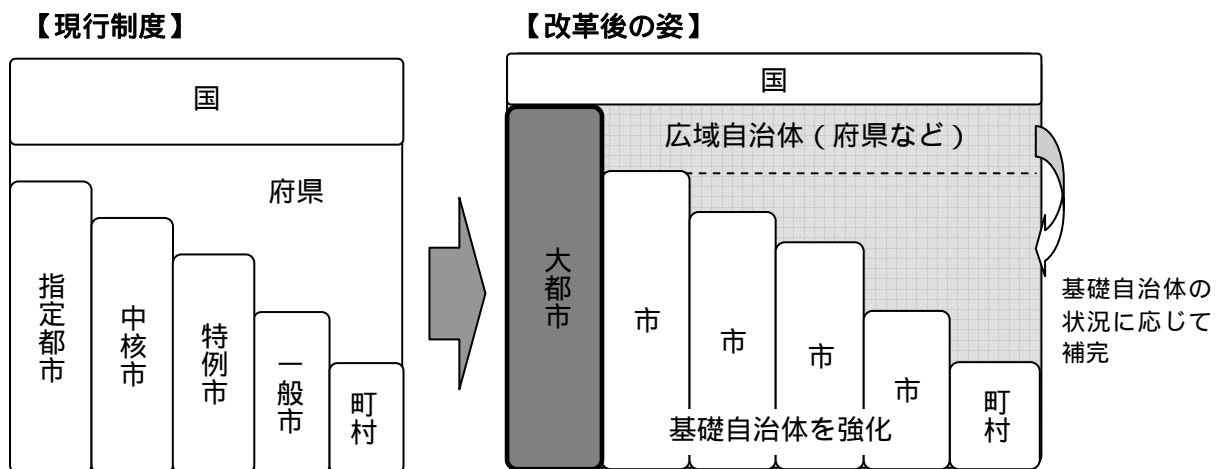 【現行制度】
国
府県
指定都市
中核市
特例市
一般市
町村
【改革後の姿】
国
広域自治体（府県など）
大都市
市
市
市
市
町村
基礎自治体を強化
基礎自治体の
状況に応じて
補完